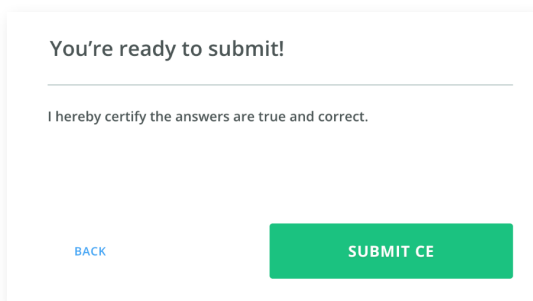 You’re ready to submit!
I hereby certify the answers are true and correct.
BACK
SUBMIT CE